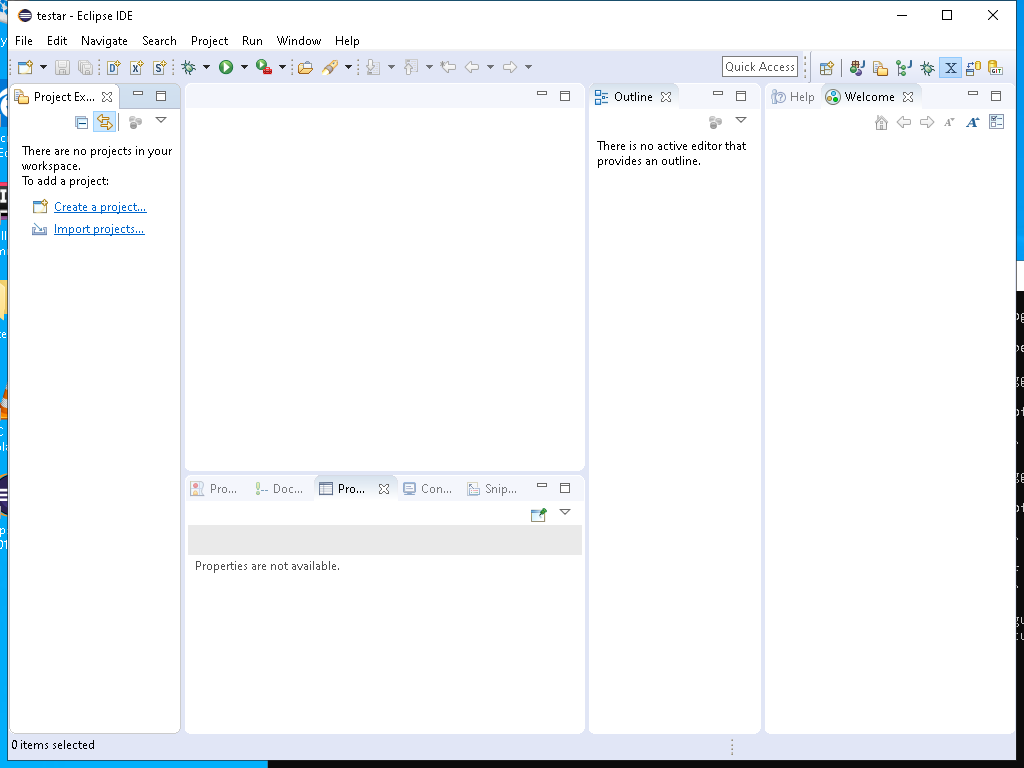 testar - Eclipse IDE
File Edit Navigate Search Project Run Window Help
Quick Access
Project Ex...
Outline
Help
Welcome
There are no projects in your
workspace.
To add a project:
Create a project...
Import projects...
There is no active editor that
provides an outline.
Pro...
Doc...
Pro...
Con...
Snip...
Properties are not available.
0 items selected